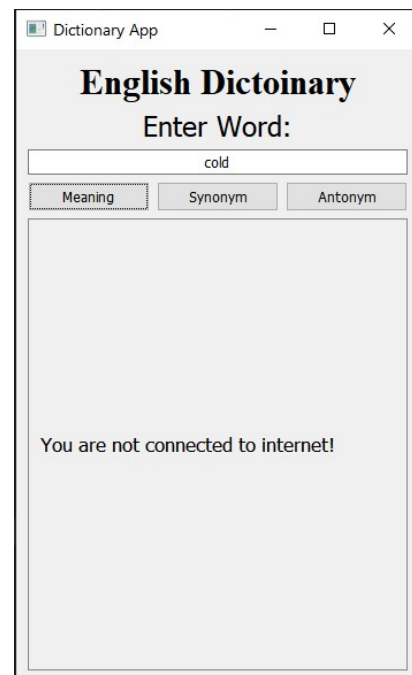 Dictionary App
English Dictoinary
Enter Word:
cold
Meaning Synonym Antonym
You are not connected to internet!